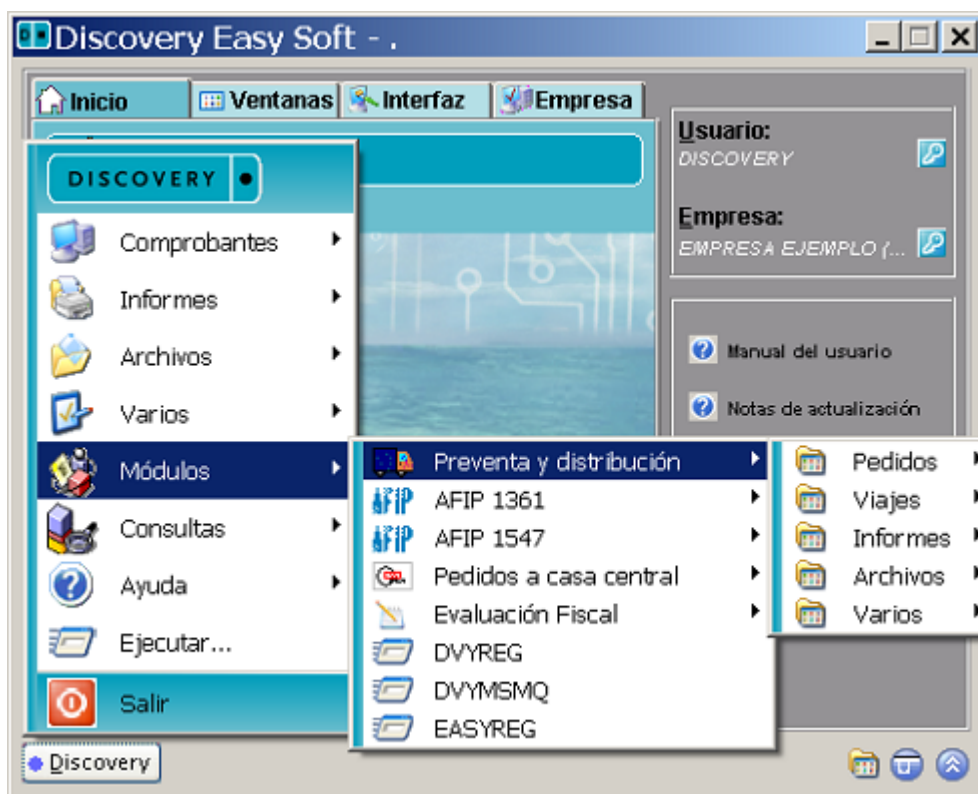 Discovery Easy Soft - .
Inicio
Ventanas
Interfaz
Empresa
Usuario:
DISCOVERY
Empresa:
EMPRESA EJEMPLO (...
Manual del usuario
Notas de actualización
DISCOVERY
Comprobantes
Informes
Archivos
Varios
Módulos
Consultas
Ayuda
Ejecutar...
Salir
Preventa y distribución
AFIP AFIP 1361
AFIP AFIP 1547
Pedidos a casa central
Evaluación Fiscal
DVYREG
DVYMSMQ
EASYREG
Pedidos
Viajes
Informes
Archivos
Varios
Discovery